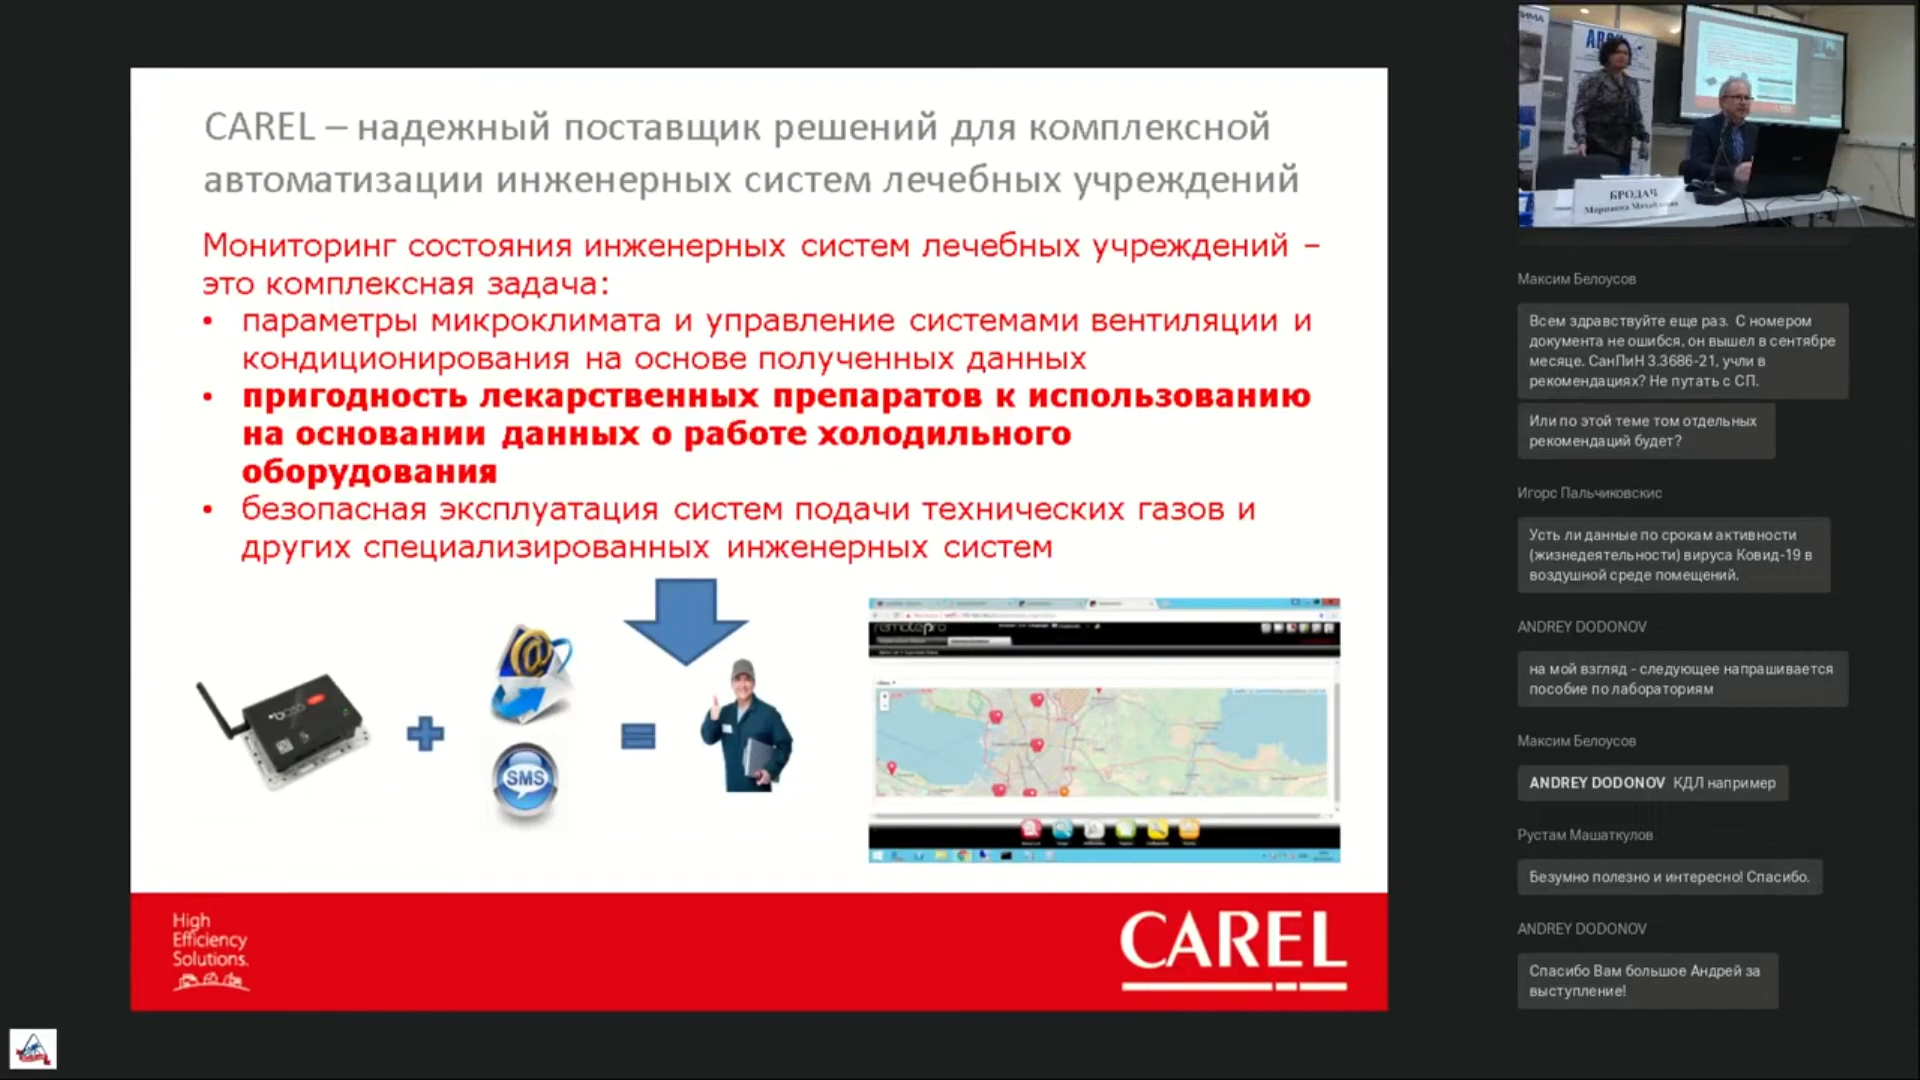 CAREL – надежный поставщик решений для комплексной
автоматизации инженерных систем лечебных учреждений
Мониторинг состояния инженерных систем лечебных учреждений –
это комплексная задача:
• параметры микроклимата и управление системами вентиляции и
кондиционирования на основе полученных данных
• пригодность лекарственных препаратов к использованию
на основании данных о работе холодильного
оборудования
• безопасная эксплуатация систем подачи технических газов и
других специализированных инженерных систем
SMS
remotepro
High
Efficiency
Solutions.
CAREL
БРОДАЧ
Максим Белоусов
Всем здравствуйте еще раз. С номером
документа не ошибся, он вышел в сентябре
месяце. СанПиН 3.3686-21, учли в
рекомендациях? Не путать с СП.
Или по этой теме том отдельных
рекомендаций будет?
Игорс Пальчиковскис
Усть ли данные по срокам активности
(жизнедеятельности) вируса Ковид-19 в
воздушной среде помещений.
ANDREY DODONOV
на мой взгляд - следующее напрашивается
пособие по лабораториям
Максим Белоусов
ANDREY DODONOV КДЛ например
Рустам Машаткулов
Безумно полезно и интересно! Спасибо.
ANDREY DODONOV
Спасибо Вам большое Андрей за
выступление!